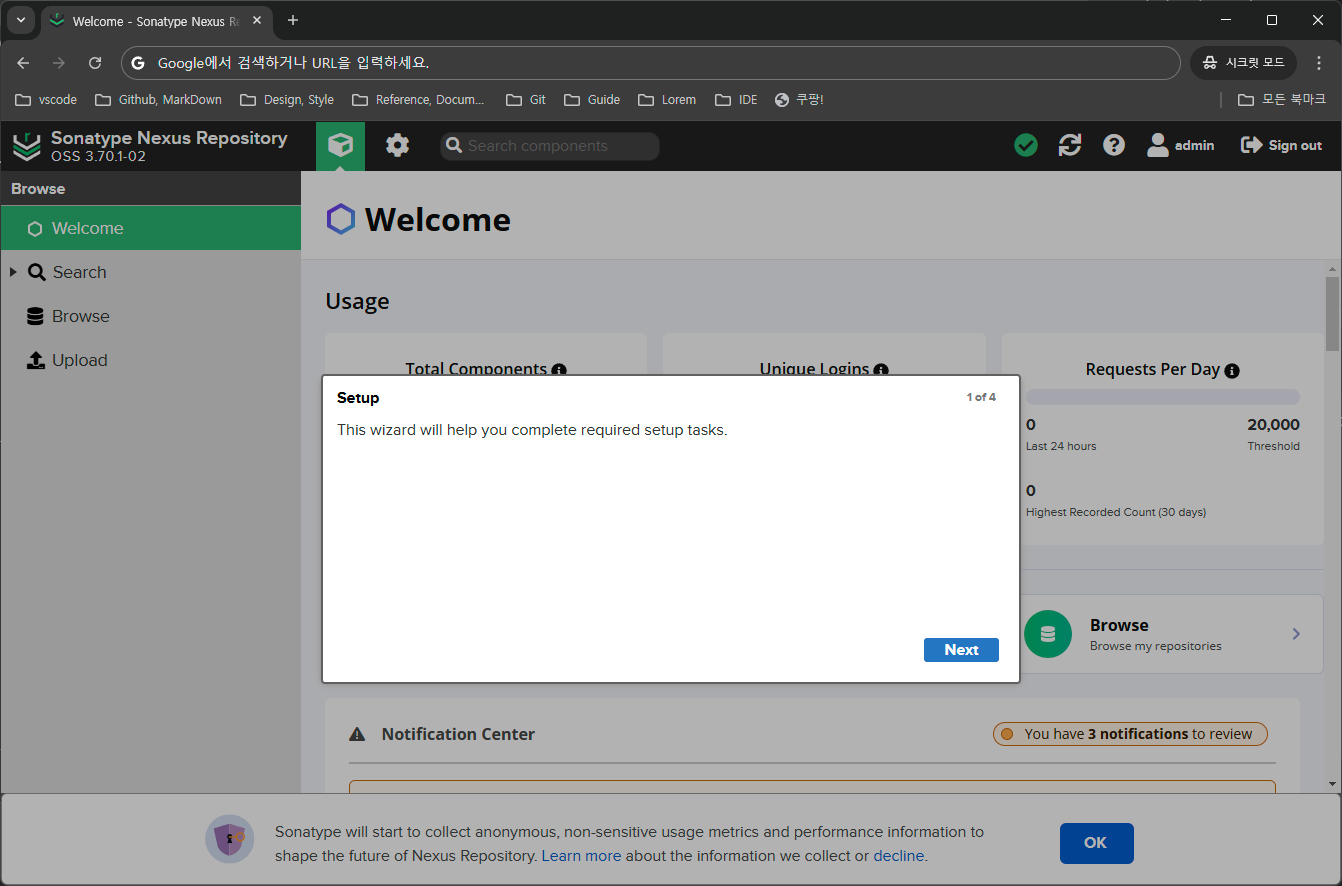 Welcome - Sonatype Nexus Re
Google에서 검색하거나 URL을 입력하세요.
시크릿 모드
vscode
Github, MarkDown
Design, Style
Reference, Docum...
Git
Guide
Lorem
IDE
쿠팡!
모든 북마크
Sonatype Nexus Repository
OSS 3.70.1-02
Search components
admin
Sign out
Browse
Welcome
Search
Browse
Upload
Welcome
Usage
Total Components
Unique Logins
Requests Per Day
0 20,000
Last 24 hours Threshold
0
Highest Recorded Count (30 days)
Setup
1 of 4
This wizard will help you complete required setup tasks.
Next
Browse
Browse my repositories
Notification Center
You have 3 notifications to review
Sonatype will start to collect anonymous, non-sensitive usage metrics and performance information to
shape the future of Nexus Repository. Learn more about the information we collect or decline.
OK